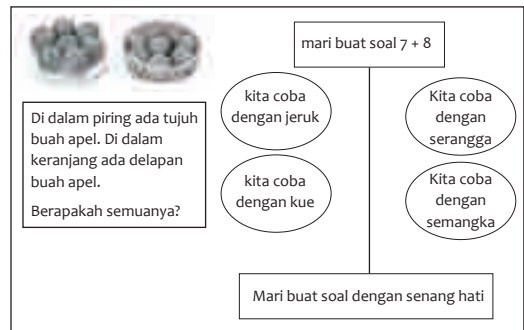 mari buat soal 7 + 8
Di dalam piring ada tujuh
buah apel. Di dalam
keranjang ada delapan
buah apel.
Berapakah semuanya?
kita coba
dengan jeruk
kita coba
dengan kue
Kita coba
dengan
serangga
Kita coba
dengan
semangka
Mari buat soal dengan senang hati